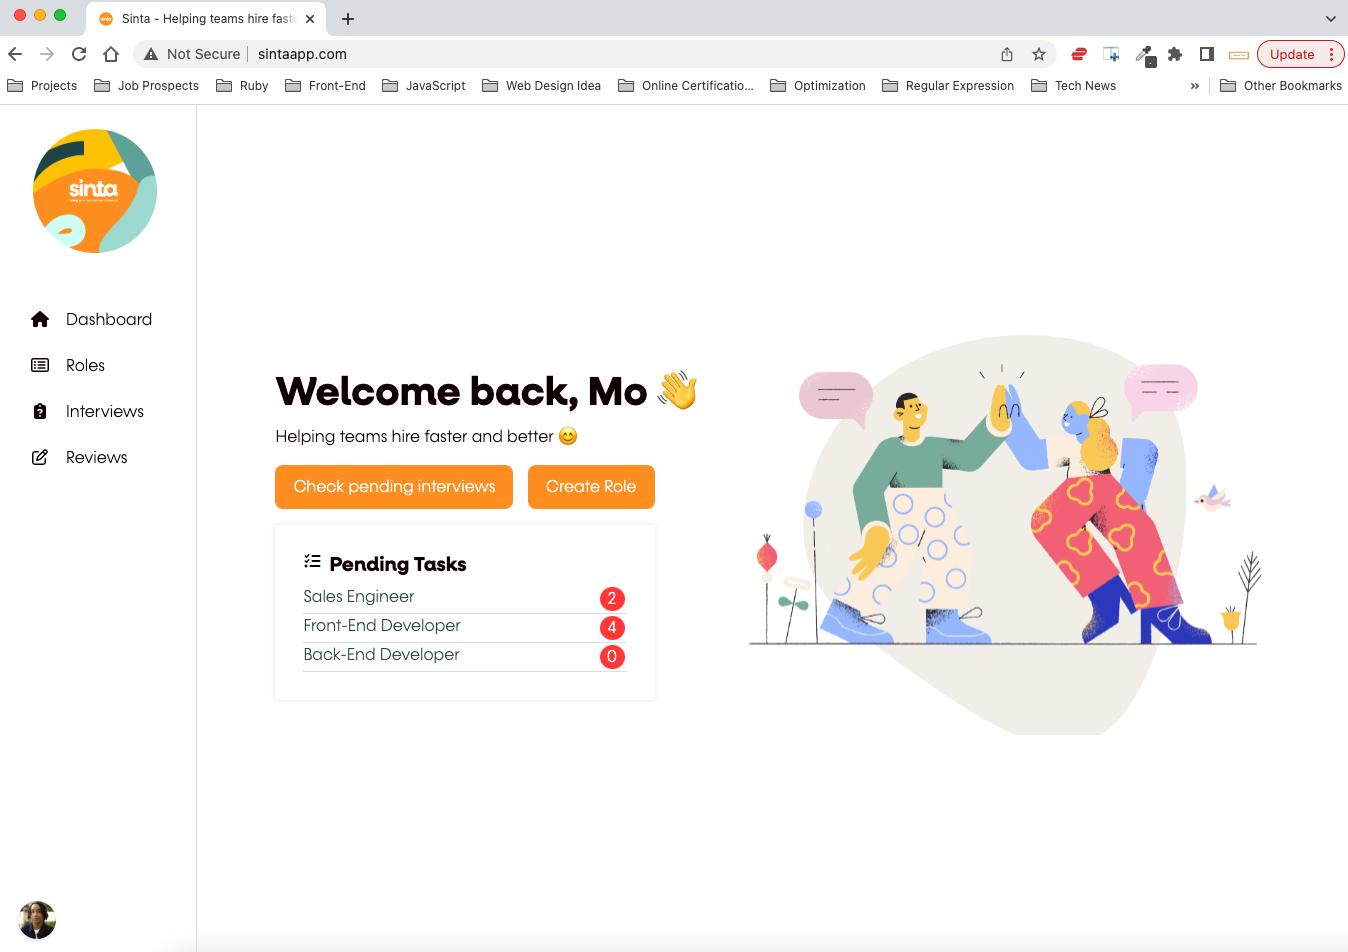 Sinta - Helping teams hire faste
Not Secure
sintaapp.com
Update
Projects
Job Prospects
Ruby
Front-End
JavaScript
Web Design Idea
Online Certificatio...
Optimization
Regular Expression
Tech News
»
Other Bookmarks
sinta
Dashboard
Roles
Interviews
Reviews
Welcome back, Mo 👋
Helping teams hire faster and better 😊
Check pending interviews
Create Role
Pending Tasks
Sales Engineer 2
Front-End Developer 4
Back-End Developer 0